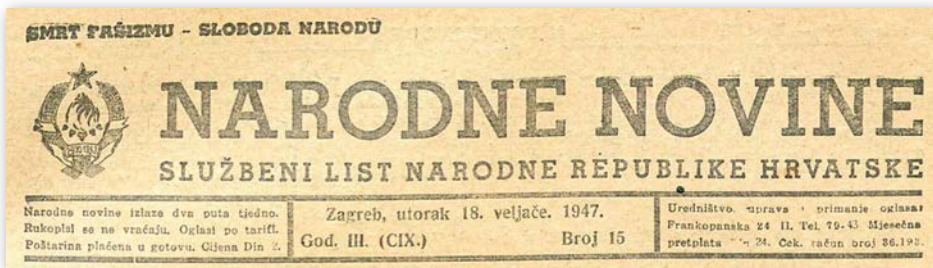 SMRT FAŠIZMU - SLOBODA NARODU
NARODNE NOVINE
SLUŽBENI LIST NARODNE REPUBLIKE HRVATSKE
Narodne novine izlaze dva puta tjedno.
Rukopisi se ne vraćaju. Oglasi po tarifi.
Poštarina plaćena u gotovu. Cijena Din 2.
Zagreb, utorak 18. veljače. 1947.
God. III. (CIX.) Broj 15
Uredništvo, uprava i primanje oglasa:
Frankopanska 24 II. Tel. 79-43 Mjesečna
pretplata 24. Ček. račun broj